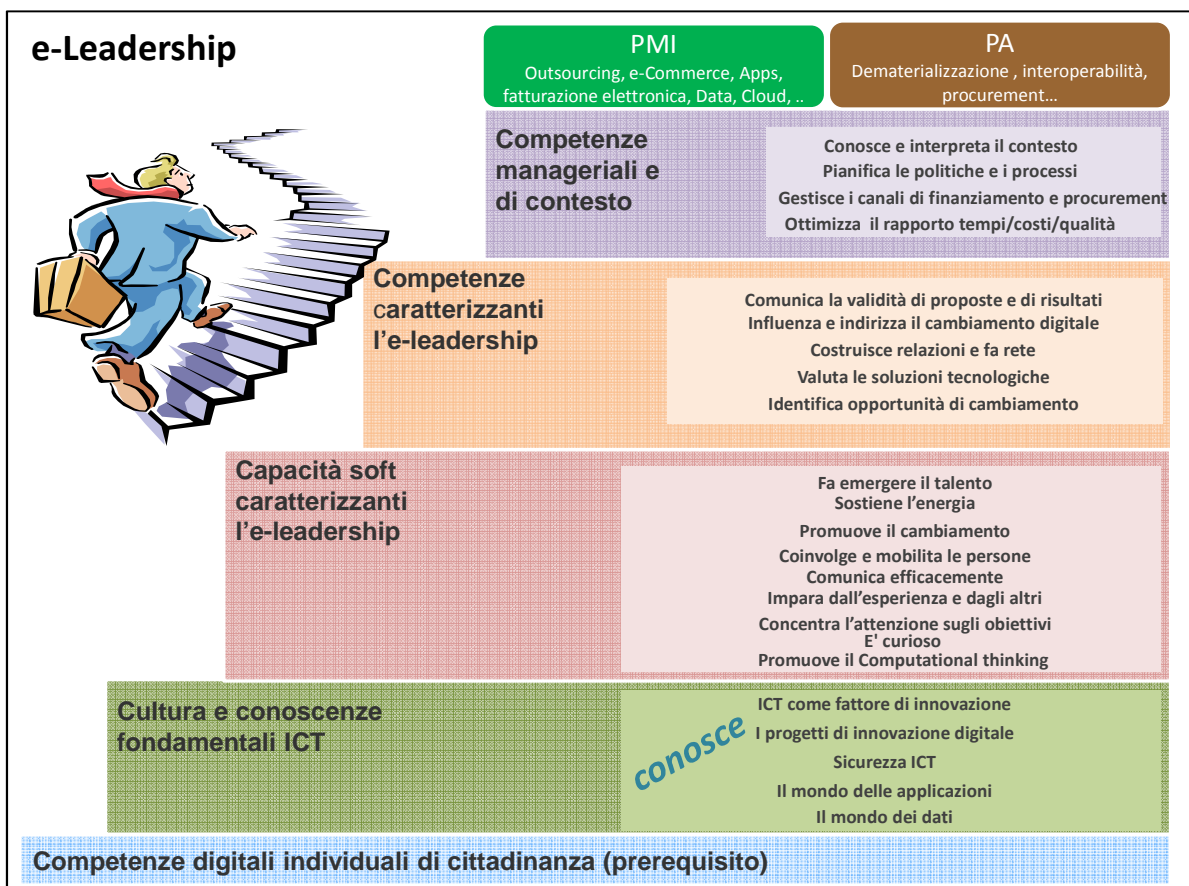 e-Leadership
PMI
Outsourcing, e-Commerce, Apps,
fatturazione elettronica, Data, Cloud, ..
PA
Dematerializzazione , interoperabilità,
procurement…
Competenze
manageriali e
di contesto
Conosce e interpreta il contesto
Pianifica le politiche e i processi
Gestisce i canali di finanziamento e procurement
Ottimizza il rapporto tempi/costi/qualità
Competenze
caratterizzanti
l’e-leadership
Comunica la validità di proposte e di risultati
Influenza e indirizza il cambiamento digitale
Costruisce relazioni e fa rete
Valuta le soluzioni tecnologiche
Identifica opportunità di cambiamento
Capacità soft
caratterizzanti
l’e-leadership
Fa emergere il talento
Sostiene l’energia
Promuove il cambiamento
Coinvolge e mobilita le persone
Comunica efficacemente
Impara dall’esperienza e dagli altri
Concentra l’attenzione sugli obiettivi
E' curioso
Promuove il Computational thinking
Cultura e conoscenze
fondamentali ICT
conosce
ICT come fattore di innovazione
I progetti di innovazione digitale
Sicurezza ICT
Il mondo delle applicazioni
Il mondo dei dati
Competenze digitali individuali di cittadinanza (prerequisito)